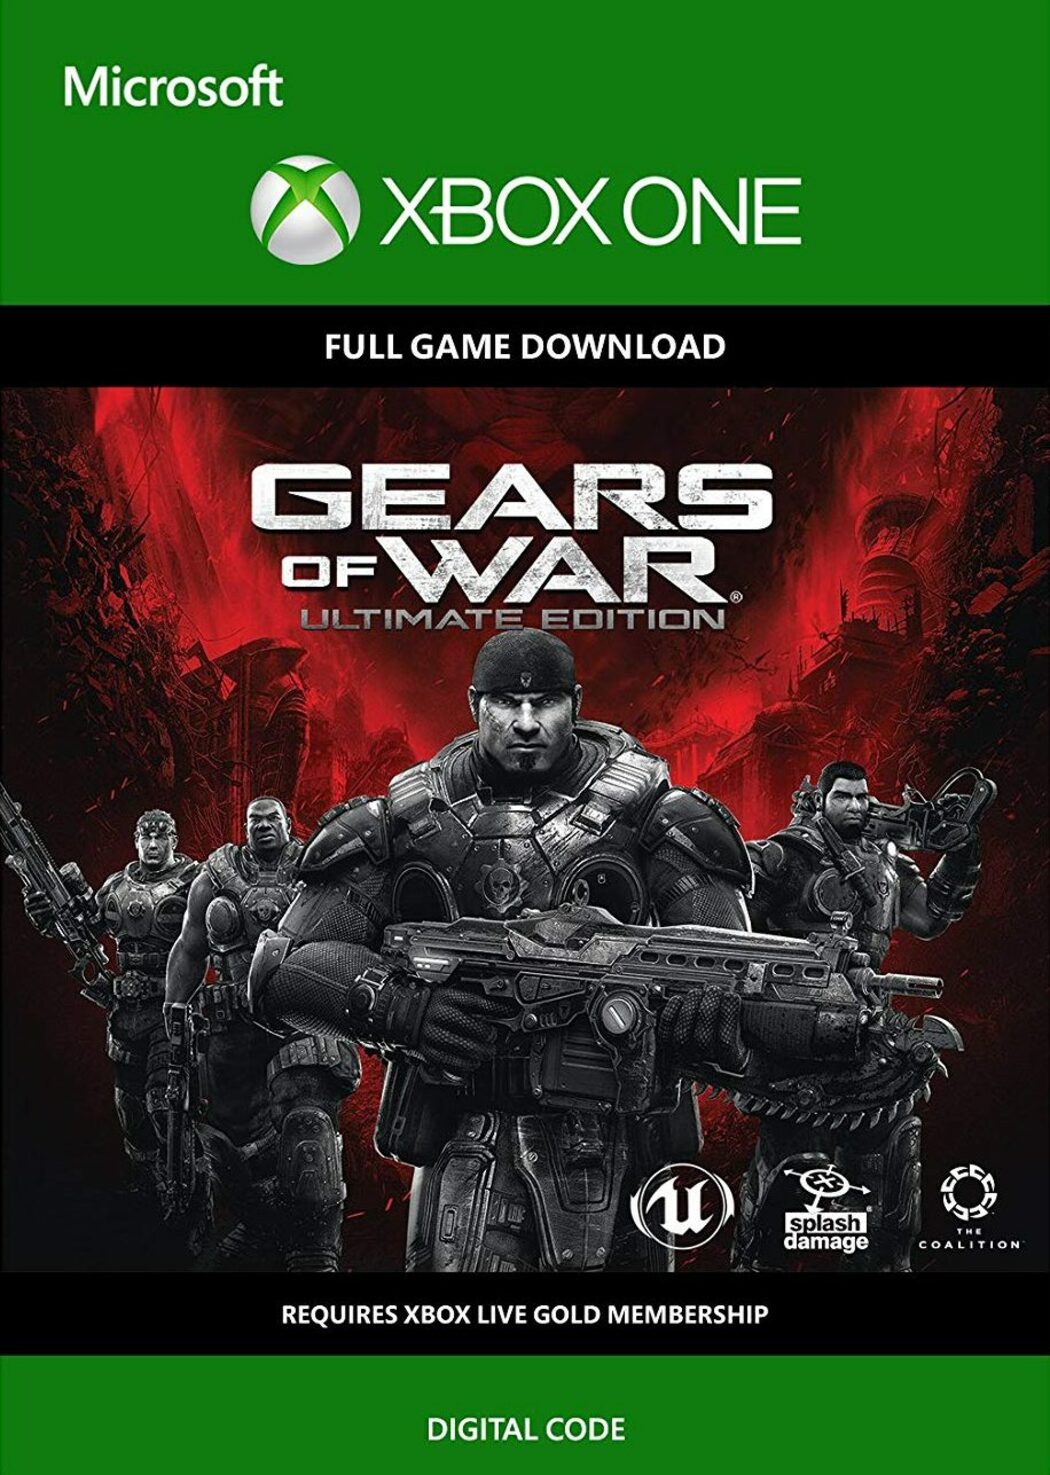 Microsoft
XBOX ONE
FULL GAME DOWNLOAD
GEARS
OF WAR®
ULTIMATE EDITION
splash
damage®
THE
COALITION
REQUIRES XBOX LIVE GOLD MEMBERSHIP
DIGITAL CODE